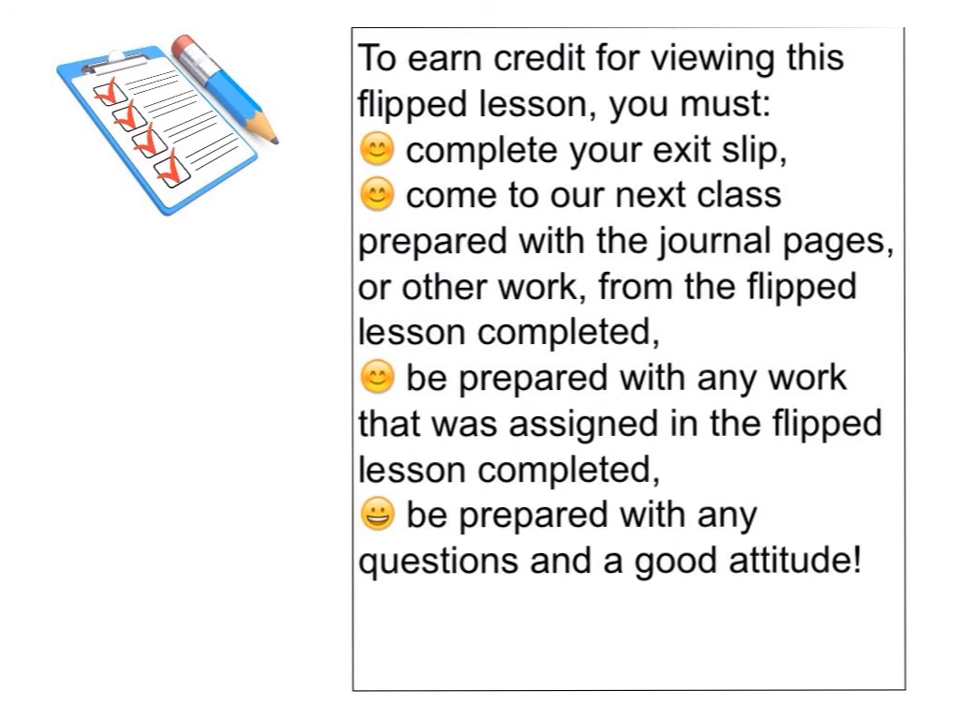 To earn credit for viewing this
flipped lesson, you must:
😊 complete your exit slip,
😊 come to our next class
prepared with the journal pages,
or other work, from the flipped
lesson completed,
😊 be prepared with any work
that was assigned in the flipped
lesson completed,
😀 be prepared with any
questions and a good attitude!